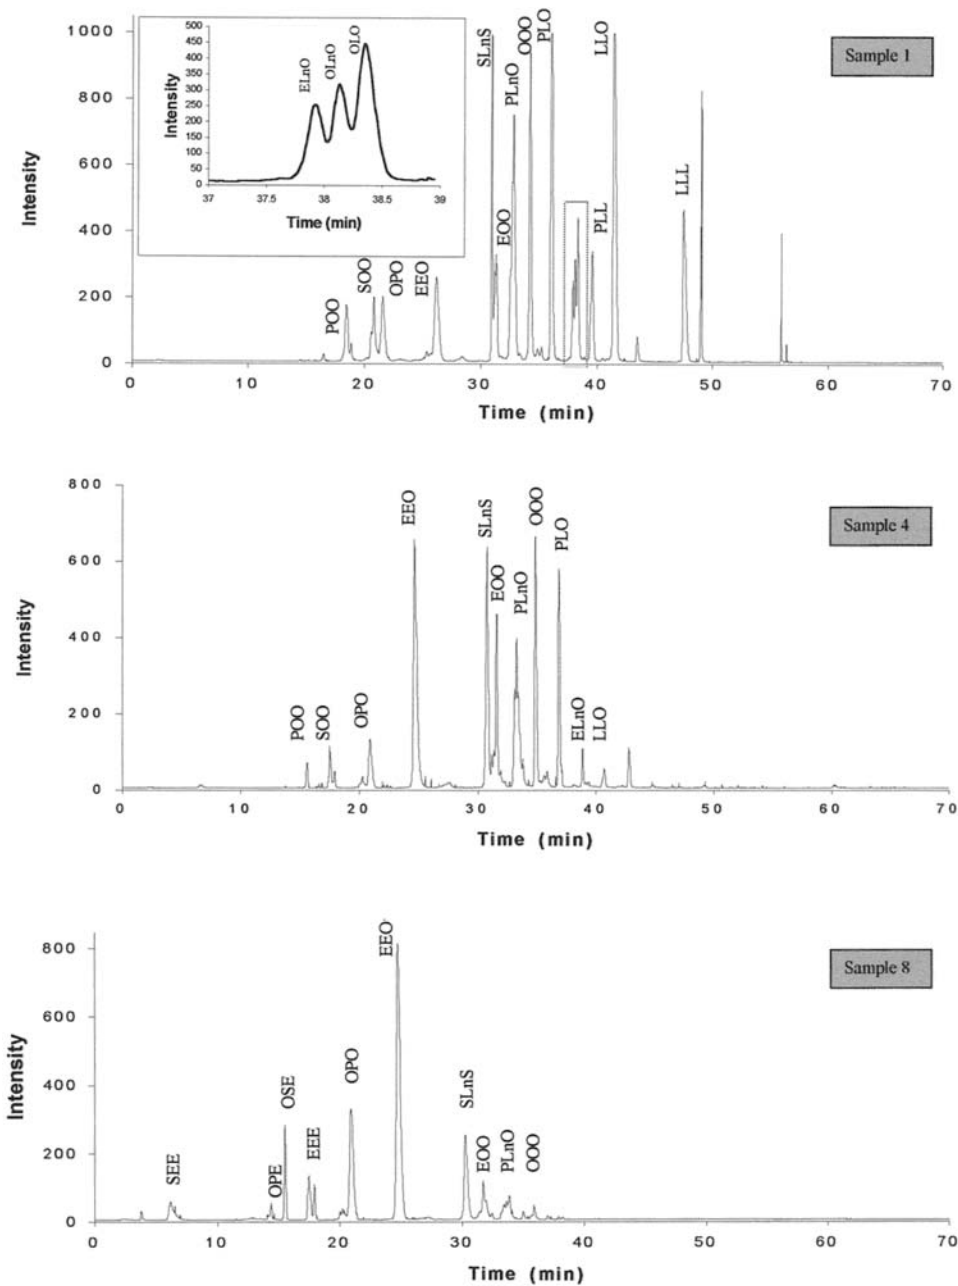 500
450
400
350
300
250
200
150
100
50
0
Intensity
ELnO
OLnO
OLO
37
37.5
38
38.5
39
Time (min)
1000
800
600
400
200
0
Intensity
POO
SOO
OPO
EEO
SLnS
EOO
PLnO
OOO
PLO
PLL
LLO
LLL
Sample 1
0 10 20 30 40 50 60 70
Time (min)
800
600
400
200
0
Intensity
POO
SOO
OPO
EEO
SLnS
EOO
PLnO
OOO
PLO
ELnO
LLO
Sample 4
0 10 20 30 40 50 60 70
Time (min)
800
600
400
200
0
Intensity
SEE
OPE
OSE
EEE
OPO
EEO
SLnS
EOO
PLnO
OOO
Sample 8
0 10 20 30 40 50 60 70
Time (min)